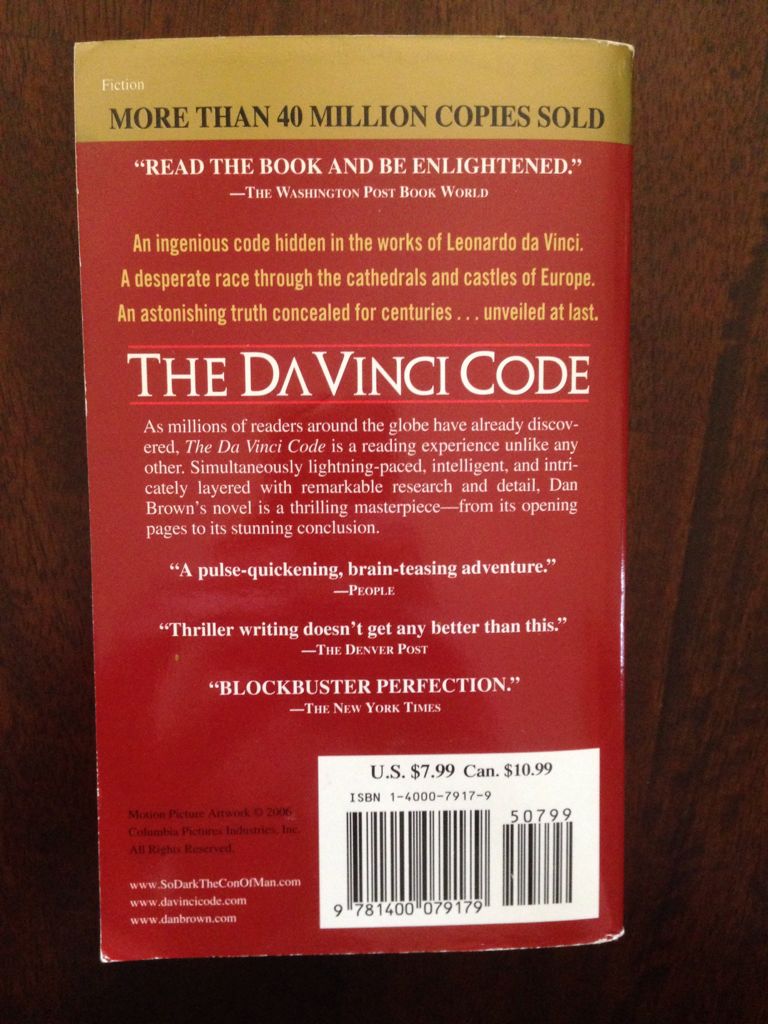 Fiction
MORE THAN 40 MILLION COPIES SOLD
“READ THE BOOK AND BE ENLIGHTENED.”
—THE WASHINGTON POST BOOK WORLD
An ingenious code hidden in the works of Leonardo da Vinci.
A desperate race through the cathedrals and castles of Europe.
An astonishing truth concealed for centuries . . . unveiled at last.
THE DA VINCI CODE
As millions of readers around the globe have already discov-
ered, The Da Vinci Code is a reading experience unlike any
other. Simultaneously lightning-paced, intelligent, and intri-
cately layered with remarkable research and detail, Dan
Brown’s novel is a thrilling masterpiece—from its opening
pages to its stunning conclusion.
“A pulse-quickening, brain-teasing adventure.”
—PEOPLE
“Thriller writing doesn’t get any better than this.”
—THE DENVER POST
“BLOCKBUSTER PERFECTION.”
—THE NEW YORK TIMES
U.S. $7.99 Can. $10.99
ISBN 1-4000-7917-9
50799
9 781400 079179
Motion Picture Artwork © 2006
Columbia Pictures Industries, Inc.
All Rights Reserved.
www.SoDarkTheConOfMan.com
www.davincicode.com
www.danbrown.com